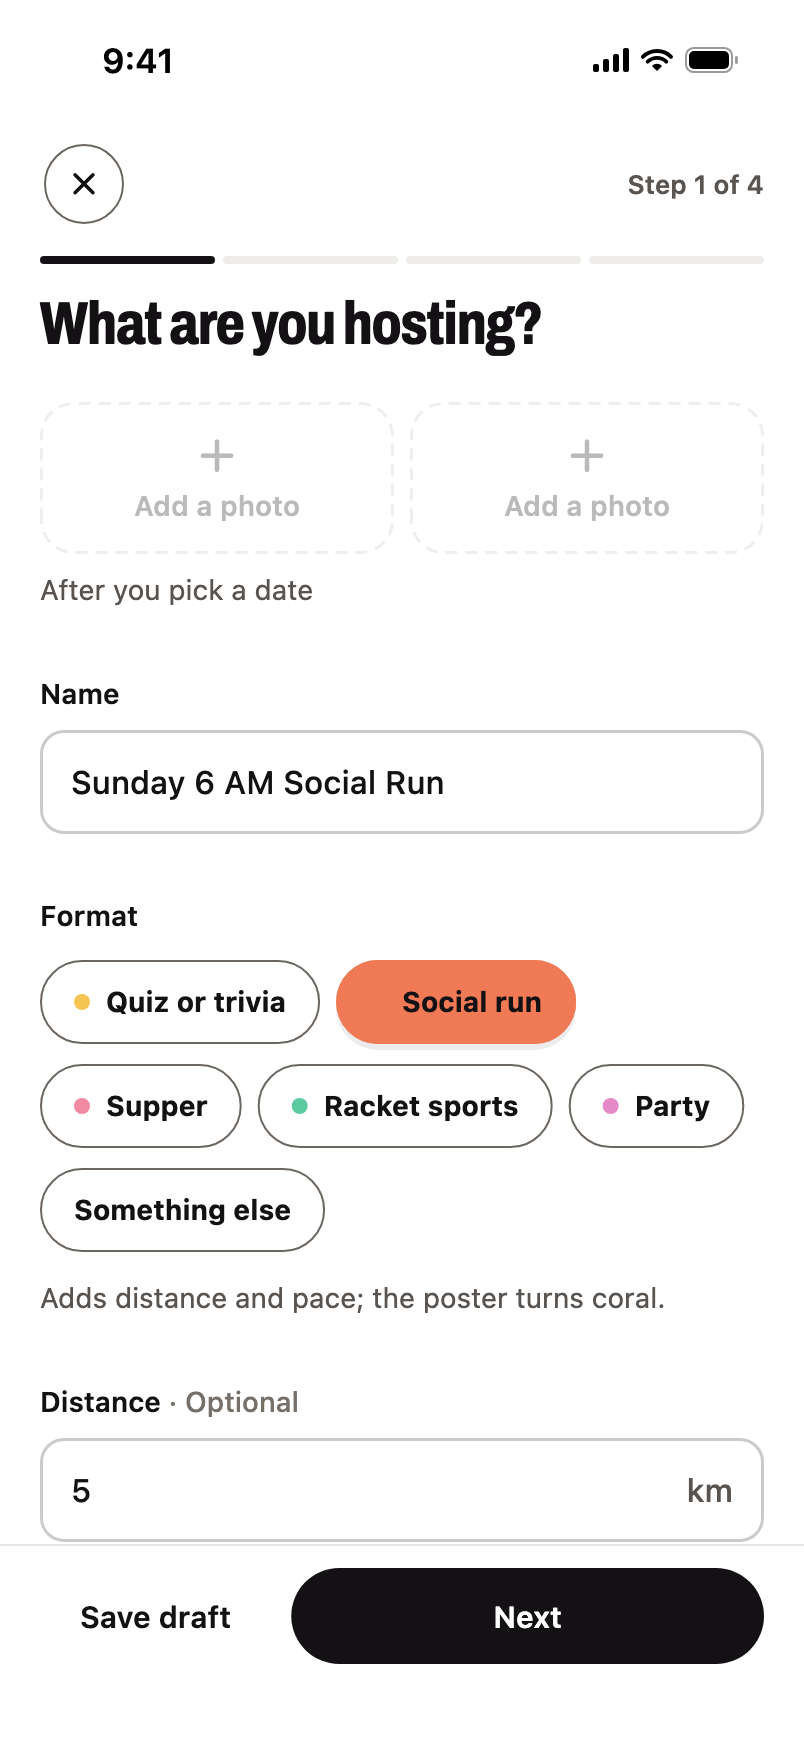 9:41
Step 1 of 4
What are you hosting?
Add a photo
Add a photo
After you pick a date
Name
Sunday 6 AM Social Run
Format
Quiz or trivia
Social run
Supper
Racket sports
Party
Something else
Adds distance and pace; the poster turns coral.
Distance · Optional
5 km
Save draft
Next